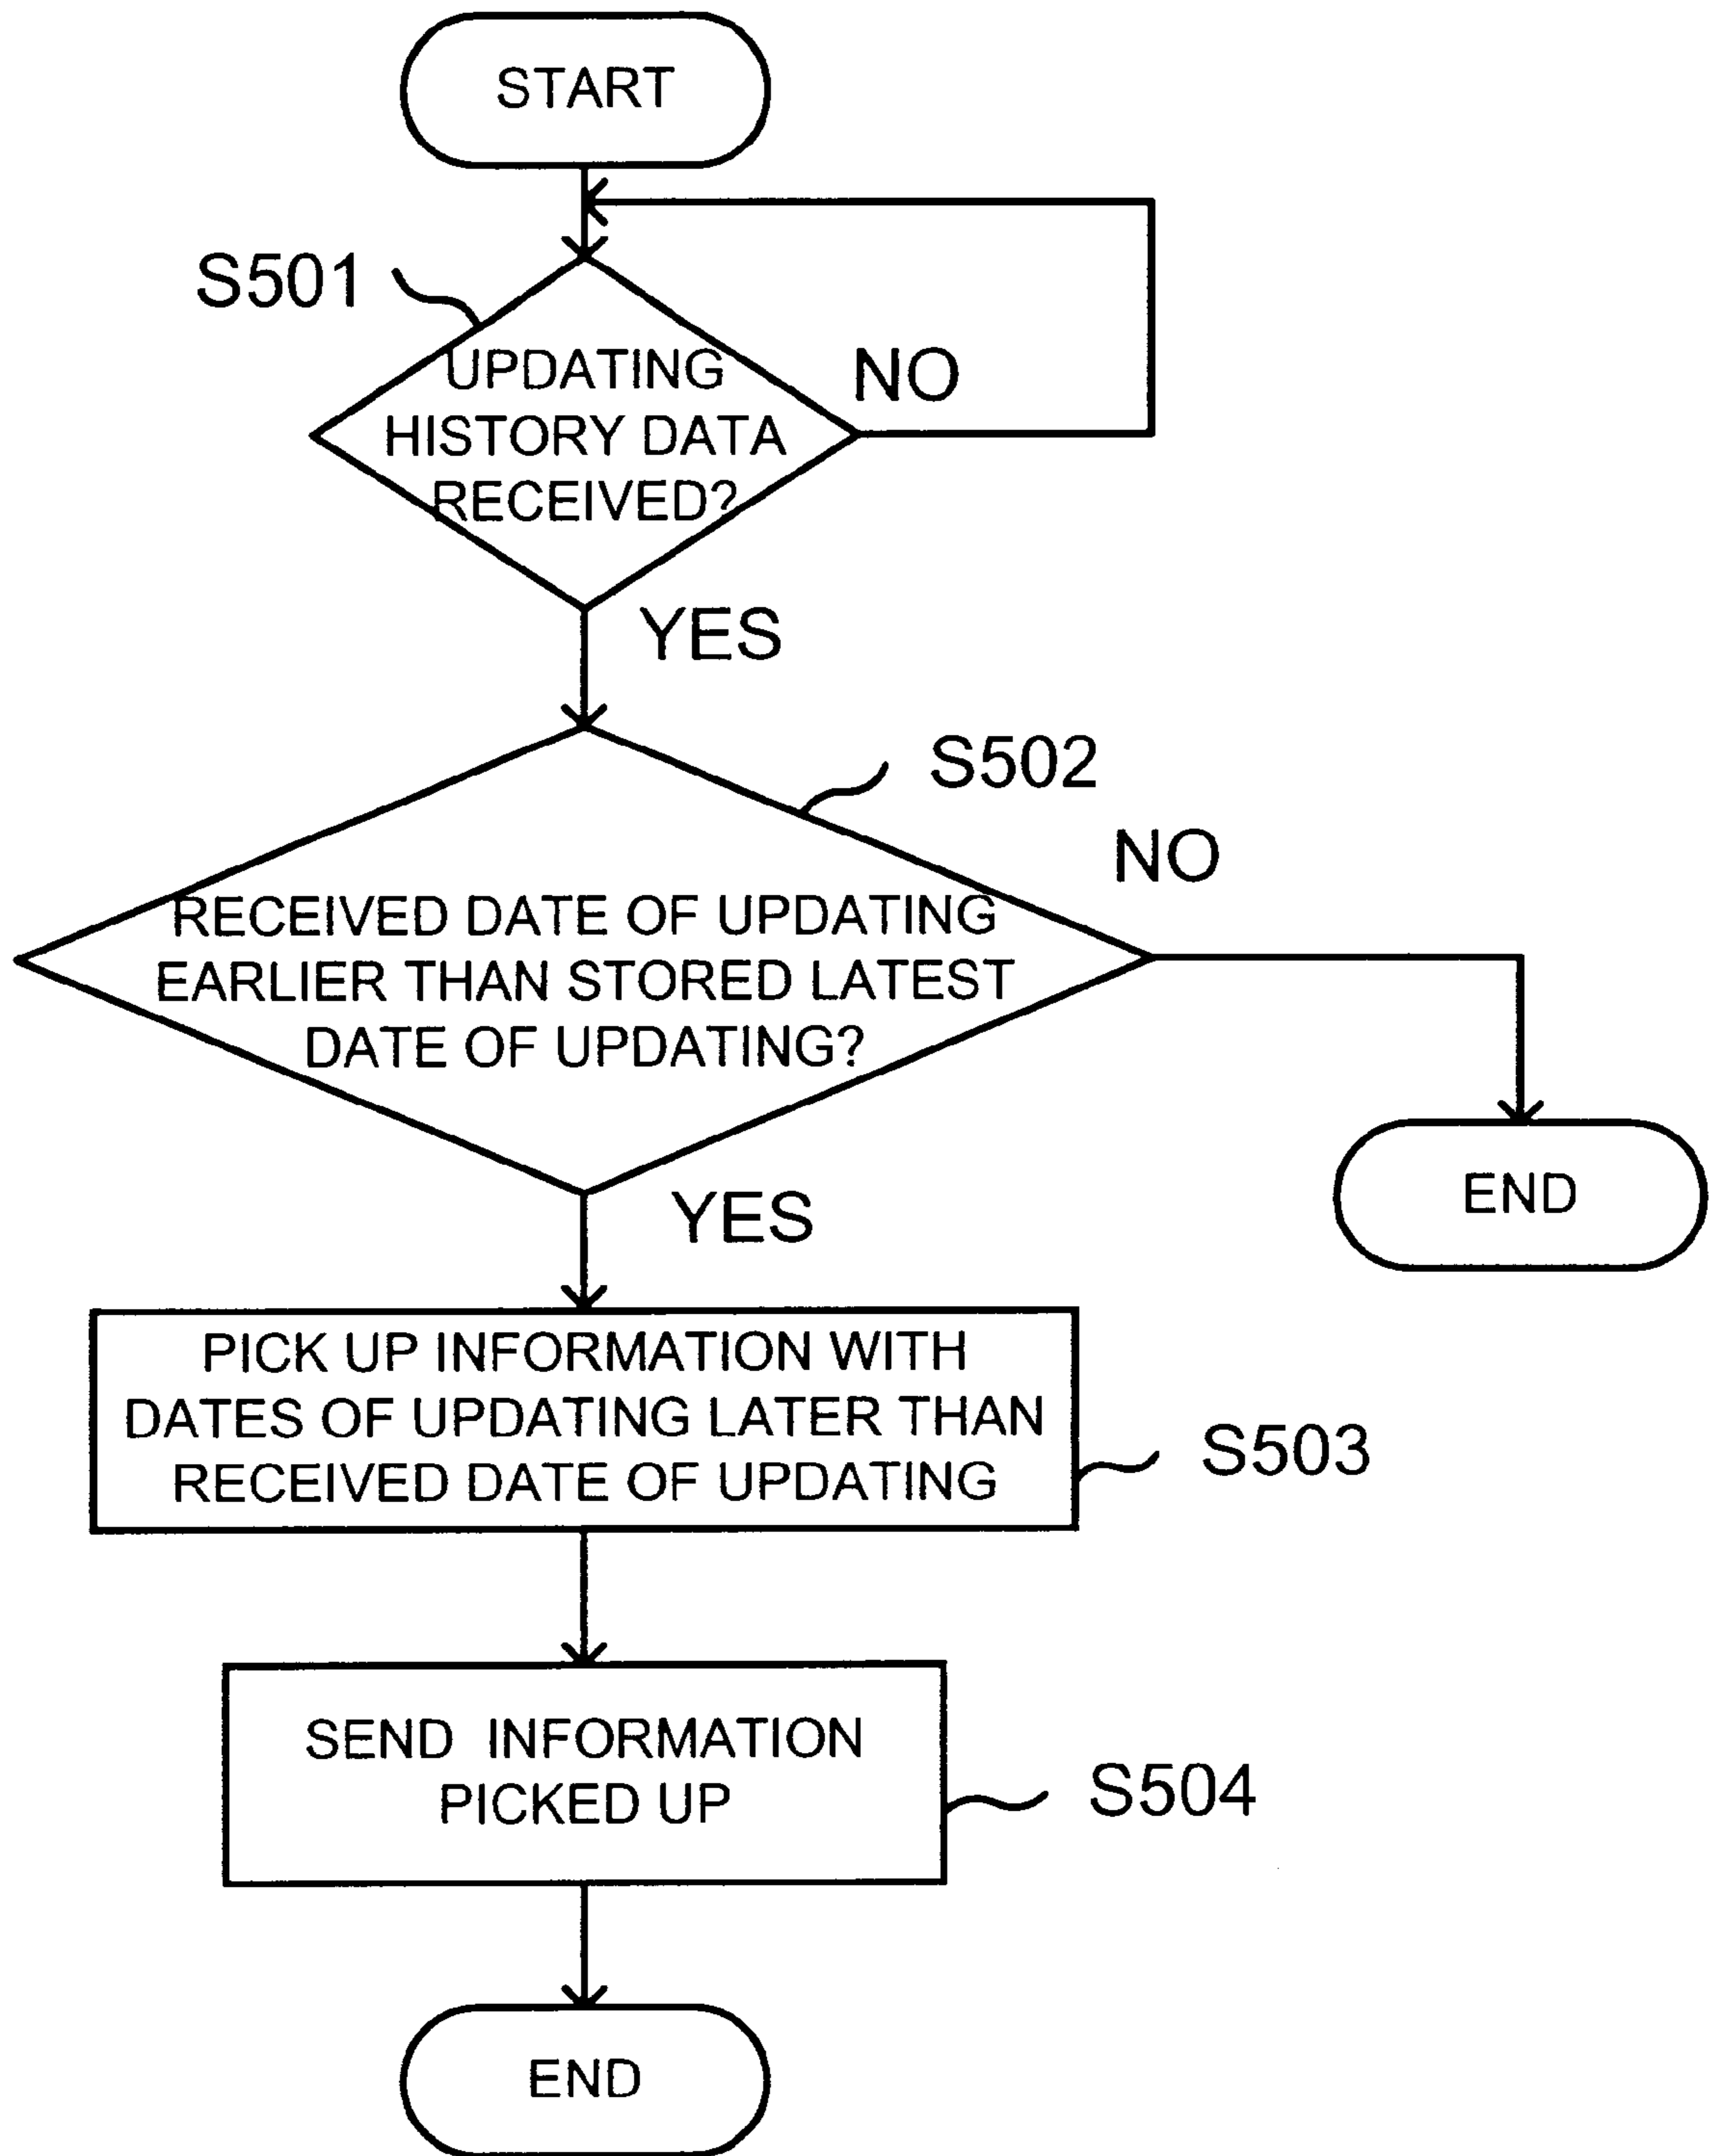 START
S501
UPDATING
HISTORY DATA
RECEIVED?
NO
YES
S502
NO
RECEIVED DATE OF UPDATING
EARLIER THAN STORED LATEST
DATE OF UPDATING?
END
YES
PICK UP INFORMATION WITH
DATES OF UPDATING LATER THAN
RECEIVED DATE OF UPDATING
S503
SEND INFORMATION
PICKED UP
S504
END